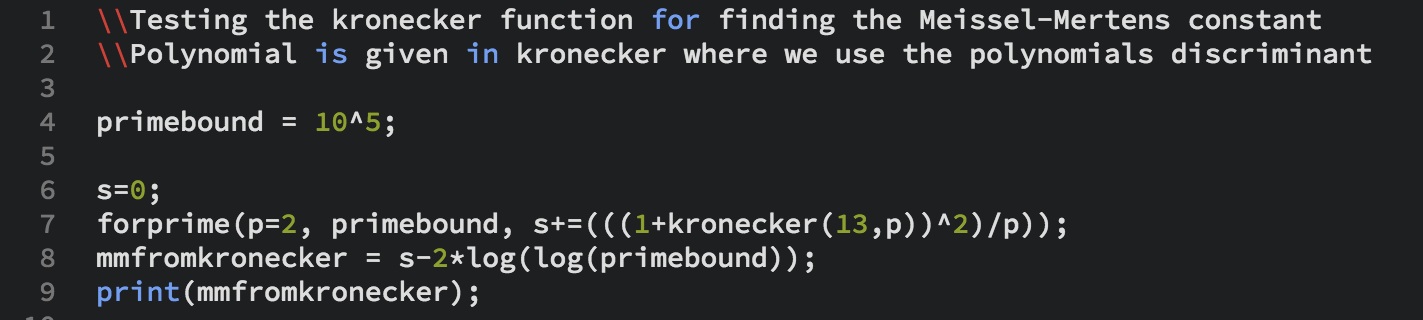 1 \\Testing the kronecker function for finding the Meissel-Mertens constant
2 \\Polynomial is given in kronecker where we use the polynomials discriminant
3
4 primebound = 10^5;
5
6 s=0;
7 forprime(p=2, primebound, s+=(((1+kronecker(13,p))^2)/p));
8 mmfromkronecker = s-2*log(log(primebound));
9 print(mmfromkronecker);
10